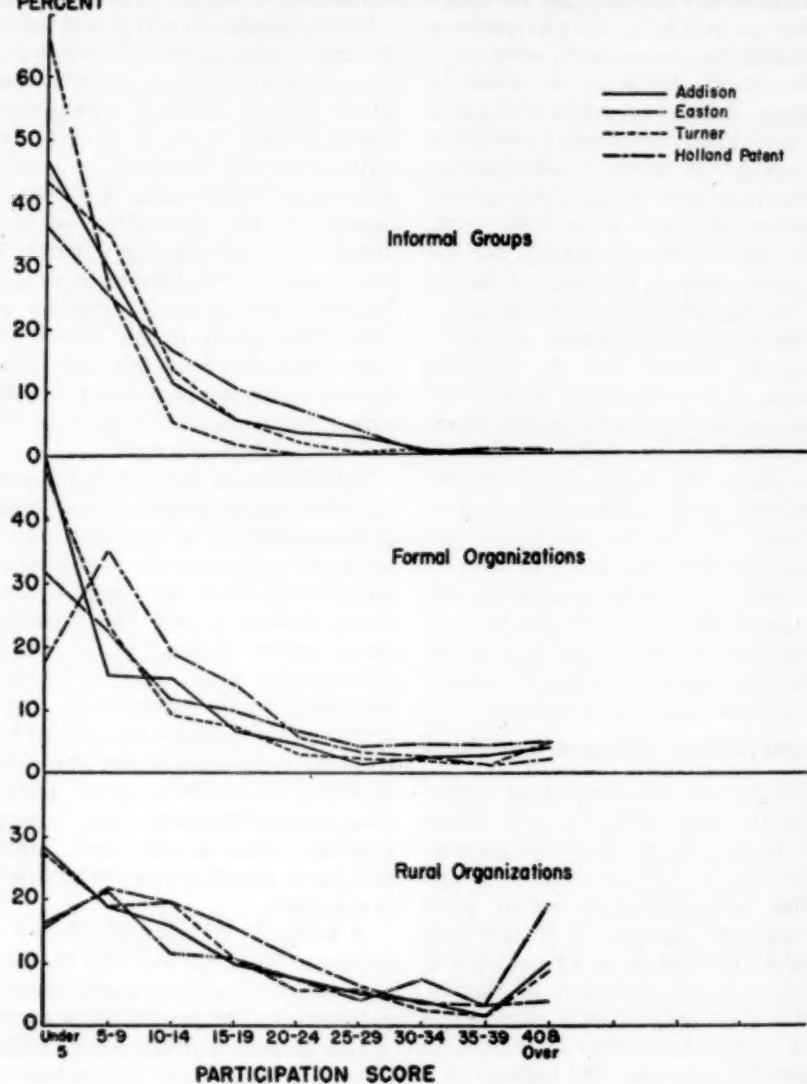 PERCENT
60
50
40
30
20
10
0
Addison
Easton
Turner
Holland Patent
Informal Groups
40
30
20
10
0
Formal Organizations
30
20
10
0
Rural Organizations
Under 5
5-9
10-14
15-19
20-24
25-29
30-34
35-39
40 & Over
PARTICIPATION SCORE